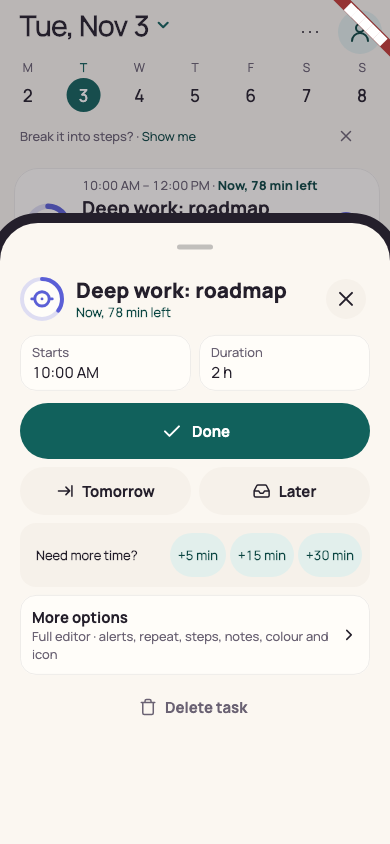 Tue, Nov 3
M T W T F S S
2 3 4 5 6 7 8
Break it into steps? · Show me
10:00 AM – 12:00 PM · Now, 78 min left
Deep work: roadmap
Deep work: roadmap
Now, 78 min left
Starts
10:00 AM
Duration
2 h
Done
Tomorrow
Later
Need more time?
+5 min
+15 min
+30 min
More options
Full editor · alerts, repeat, steps, notes, colour and
icon
Delete task